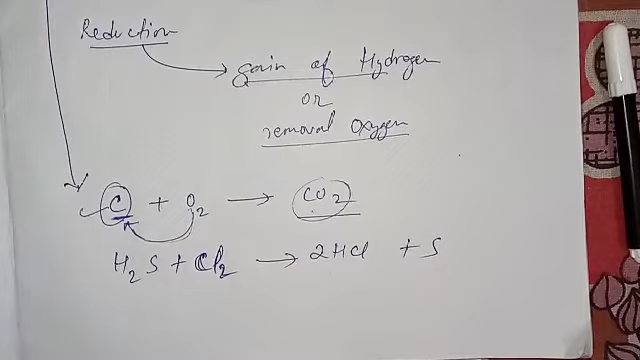 Reduction
gain of Hydrogen
or
removal oxygen
C + O2 → CO2
H2S + Cl2 → 2HCl + S